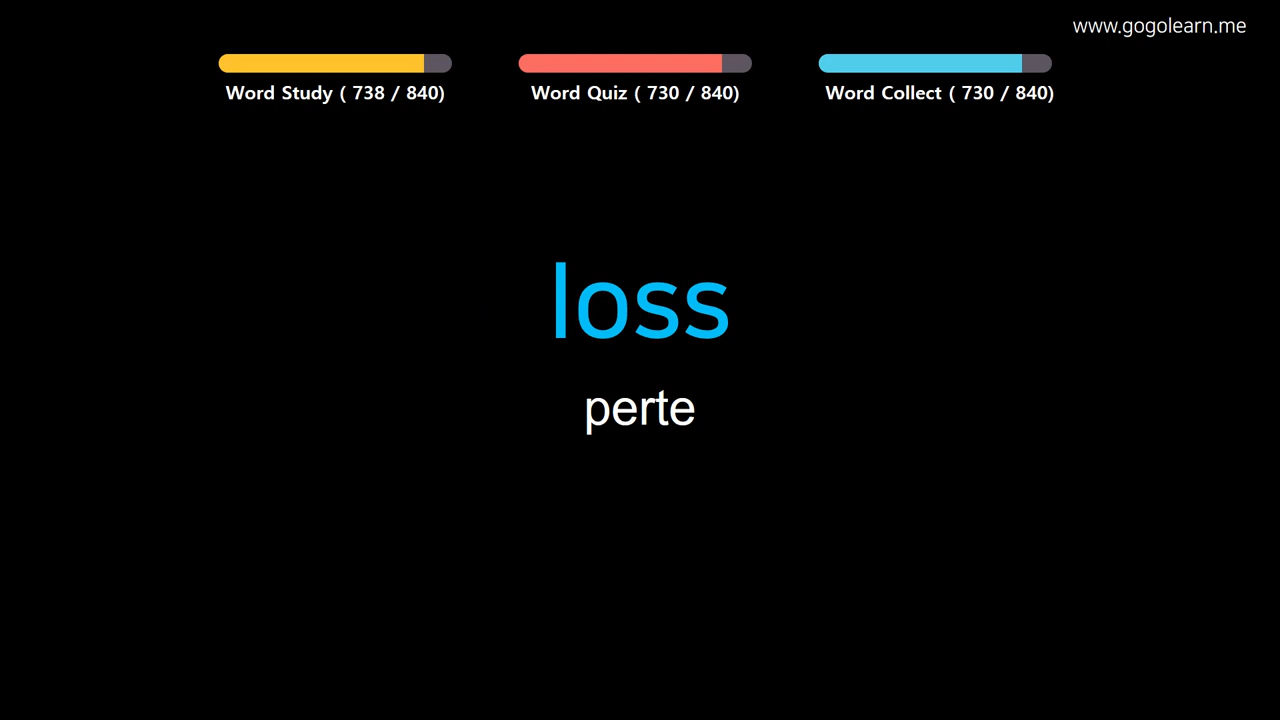 www.gogolearn.me
Word Study ( 738 / 840)
Word Quiz ( 730 / 840)
Word Collect ( 730 / 840)
loss
perte